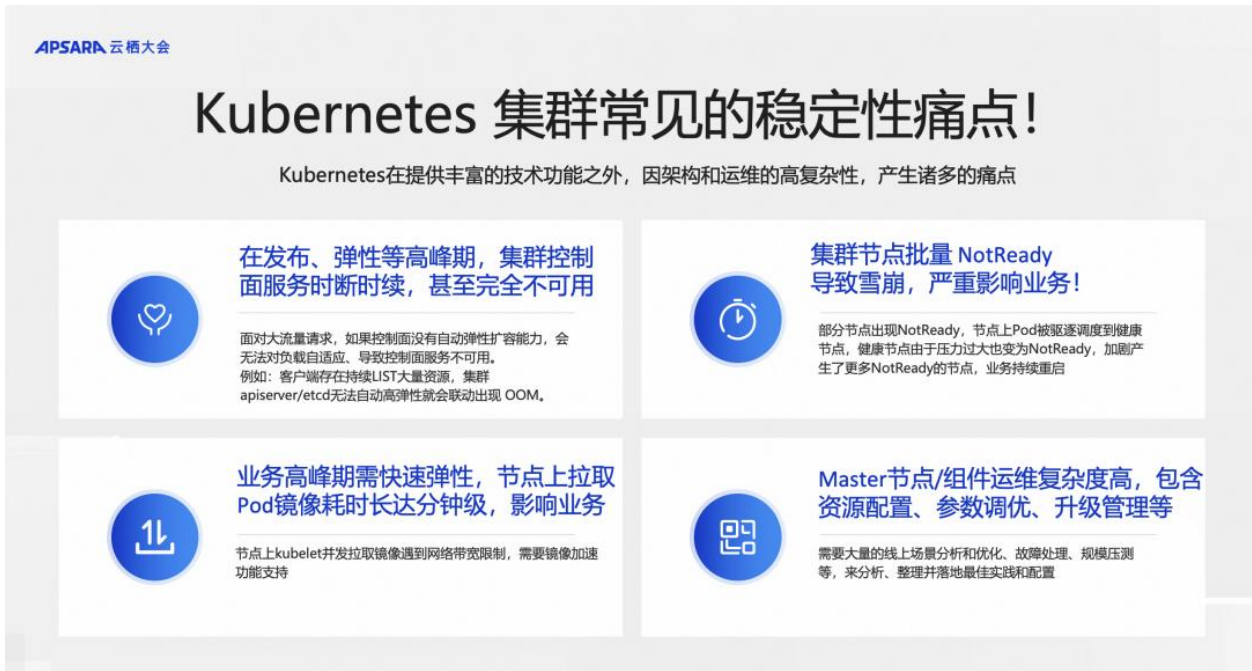 APSARA 云栖大会
Kubernetes 集群常见的稳定性痛点！
Kubernetes在提供丰富的技术功能之外，因架构和运维的高复杂性，产生诸多的痛点
在发布、弹性等高峰期，集群控制
面服务时断时续，甚至完全不可用
面对大流量请求，如果控制面没有自动弹性扩容能力，会
无法对负载自适应、导致控制面服务不可用。
例如：客户端存在持续LIST大量资源，集群
apiserver/etcd无法自动高弹性就会联动出现 OOM。
集群节点批量 NotReady
导致雪崩，严重影响业务！
部分节点出现NotReady，节点上Pod被驱逐调度到健康
节点，健康节点由于压力过大也变为NotReady，加剧产
生了更多NotReady的节点，业务持续重启
业务高峰期需快速弹性，节点上拉取
Pod镜像耗时长达分钟级，影响业务
节点上kubelet并发拉取镜像遇到网络带宽限制，需要镜像加速
功能支持
Master节点/组件运维复杂度高，包含
资源配置、参数调优、升级管理等
需要大量的线上场景分析和优化、故障处理、规模压测
等，来分析、整理并落地最佳实践和配置